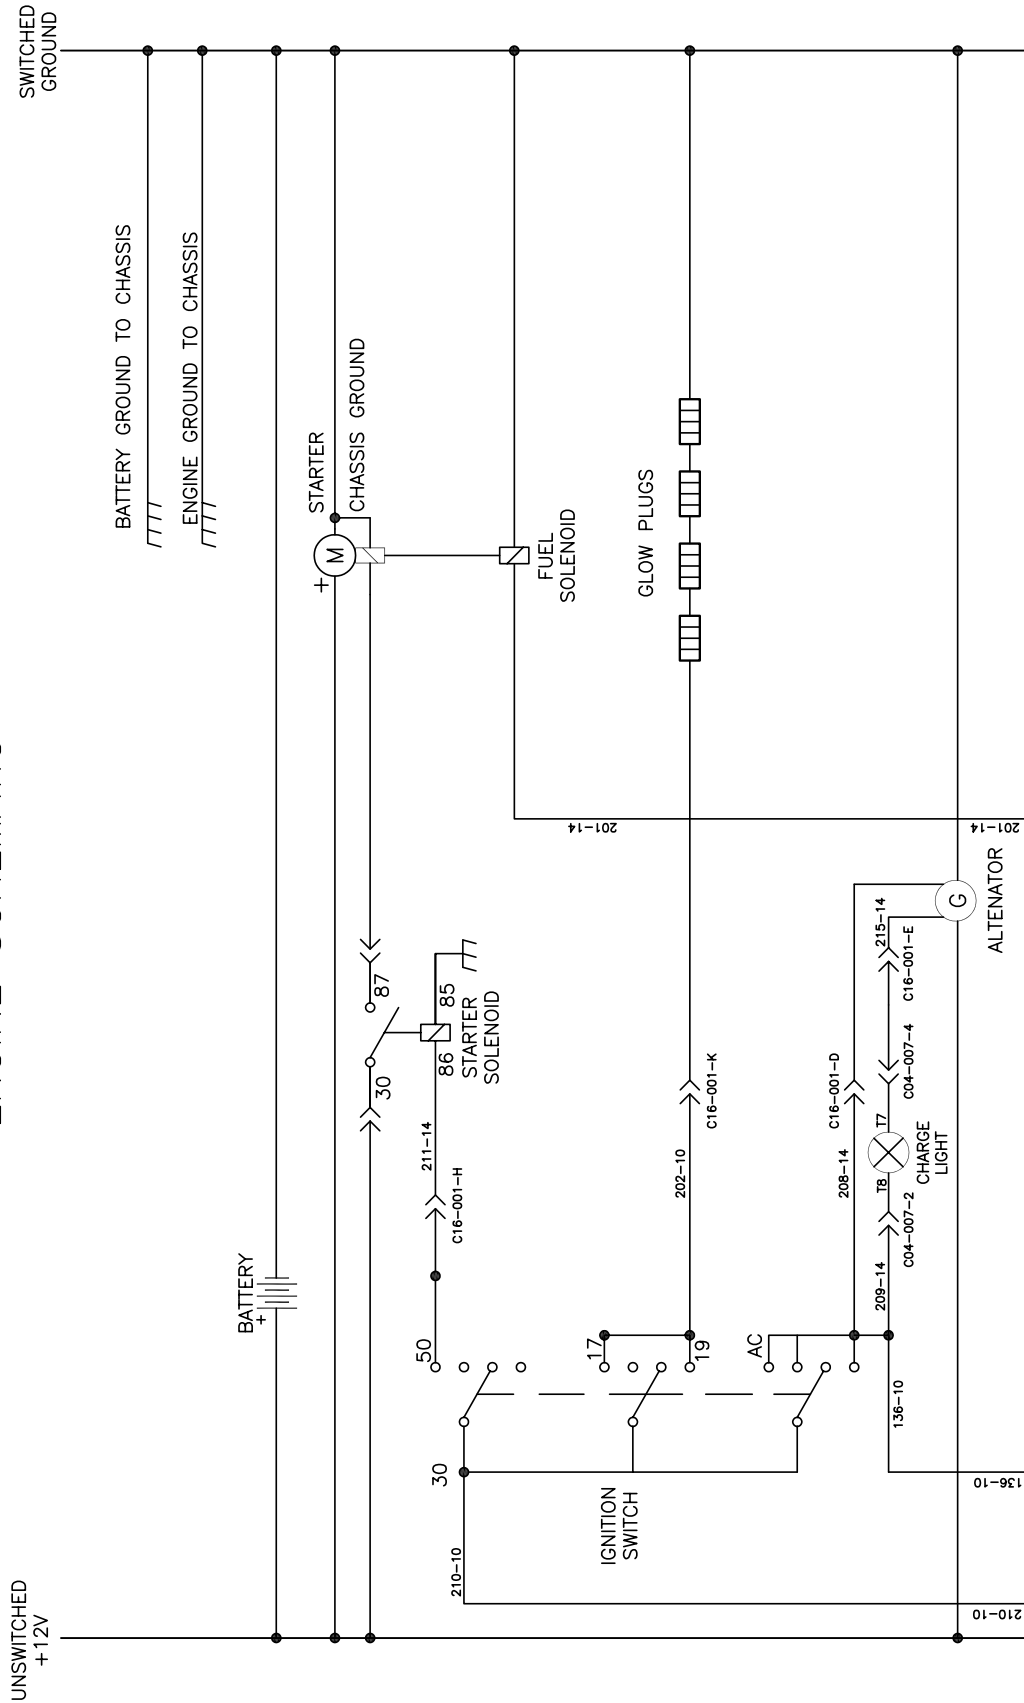 SWITCHED
GROUND
BATTERY GROUND TO CHASSIS
ENGINE GROUND TO CHASSIS
STARTER
CHASSIS GROUND
M
+
FUEL
SOLENOID
GLOW PLUGS
201-14
201-14
ALTENATOR
G
215-14
C16-001-E
C04-007-4
T7
CHARGE
LIGHT
T8
C04-007-2
209-14
C16-001-D
208-14
C16-001-K
202-10
87
30
85
86
STARTER
SOLENOID
211-14
C16-001-H
BATTERY
+
50
17
19
AC
136-10
136-10
30
IGNITION
SWITCH
210-10
210-10
UNSWITCHED
+12V